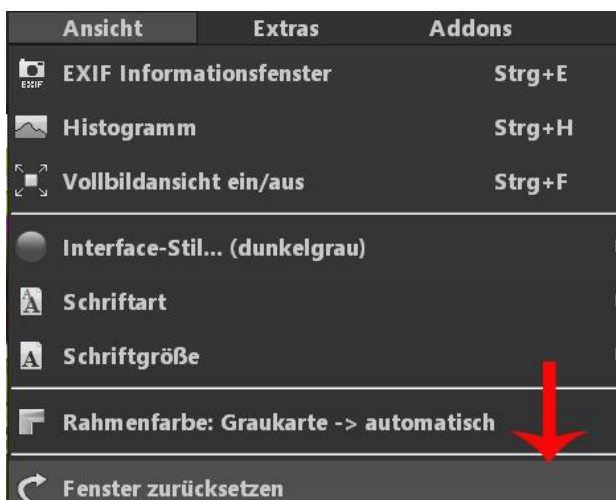 Ansicht Extras Addons
EXIF EXIF Informationsfenster Strg+E
Histogramm Strg+H
Vollbildansicht ein/aus Strg+F
Interface-Stil... (dunkelgrau)
A Schriftart
A Schriftgröße
Rahmenfarbe: Graukarte -> automatisch
Fenster zurücksetzen